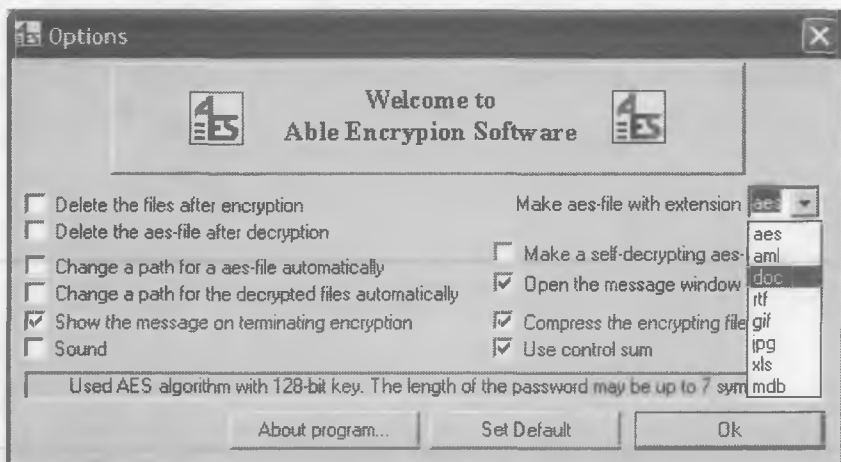 Options
AES AES
Welcome to
Able Encrypion Software
Delete the files after encryption
Delete the aes-file after decryption
Change a path for a aes-file automatically
Change a path for the decrypted files automatically
Show the message on terminating encryption
Sound
Make aes-file with extension aes
Make a self-decrypting aes-
Open the message window
Compress the encrypting file
Use control sum
aes
aml
doc
rtf
gif
jpg
xls
mdb
Used AES algorithm with 128-bit key. The length of the password may be up to 7 sym
About program... Set Default Ok